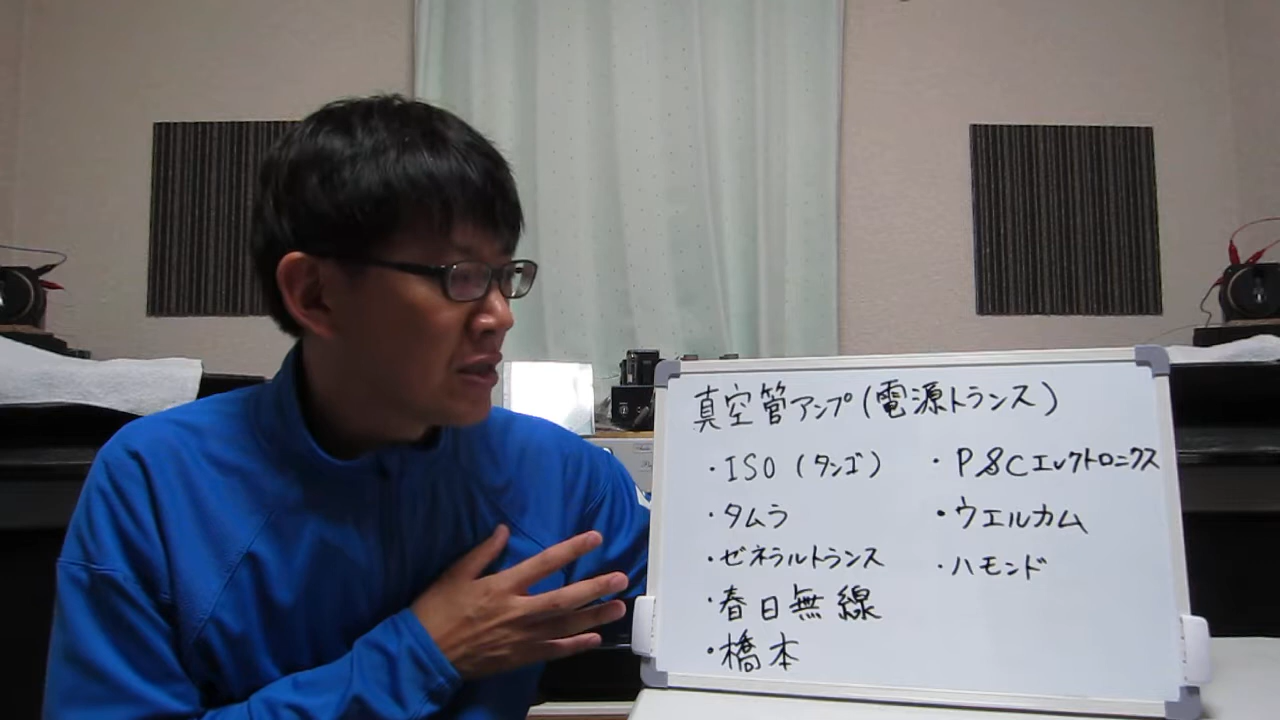 真空管アンプ(電源トランス)
・ISO(タンゴ)
・タムラ
・ゼネラルトランス
・春日無線
・橋本
・P&Cエレクトロニクス
・ウエルカム
・ハモンド